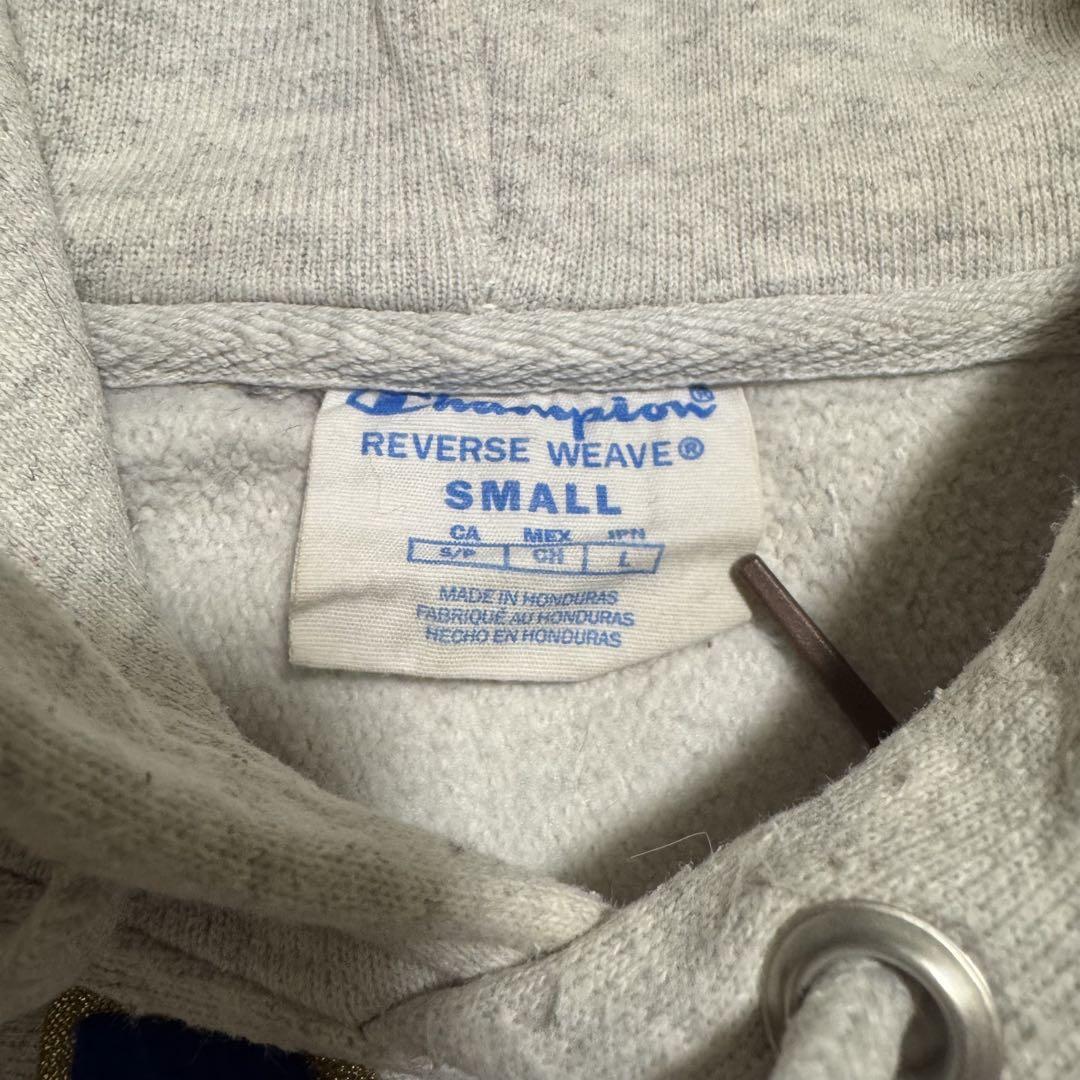 Champion®
REVERSE WEAVE®
SMALL
CA MEX JPN
S/P CH L
MADE IN HONDURAS
FABRIQUÉ AU HONDURAS
HECHO EN HONDURAS